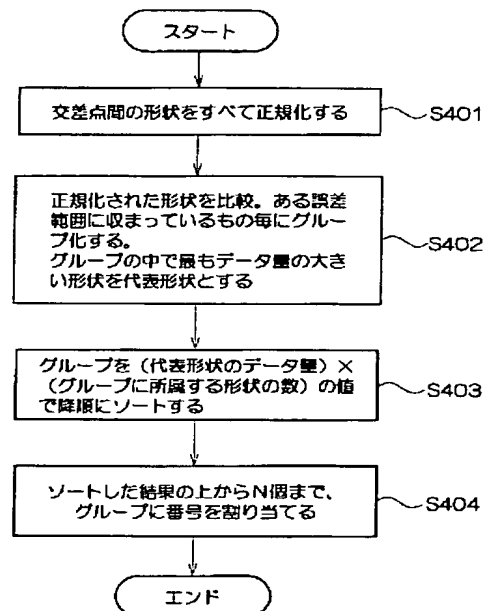 スタート
交差点間の形状をすべて正規化する
S401
正規化された形状を比較。ある誤差
範囲に収まっているもの毎にグルー
プ化する。
グループの中で最もデータ量の大き
い形状を代表形状とする
S402
グループを(代表形状のデータ量)×
(グループに所属する形状の数)の値
で降順にソートする
S403
ソートした結果の上からN個まで、
グループに番号を割り当てる
S404
エンド